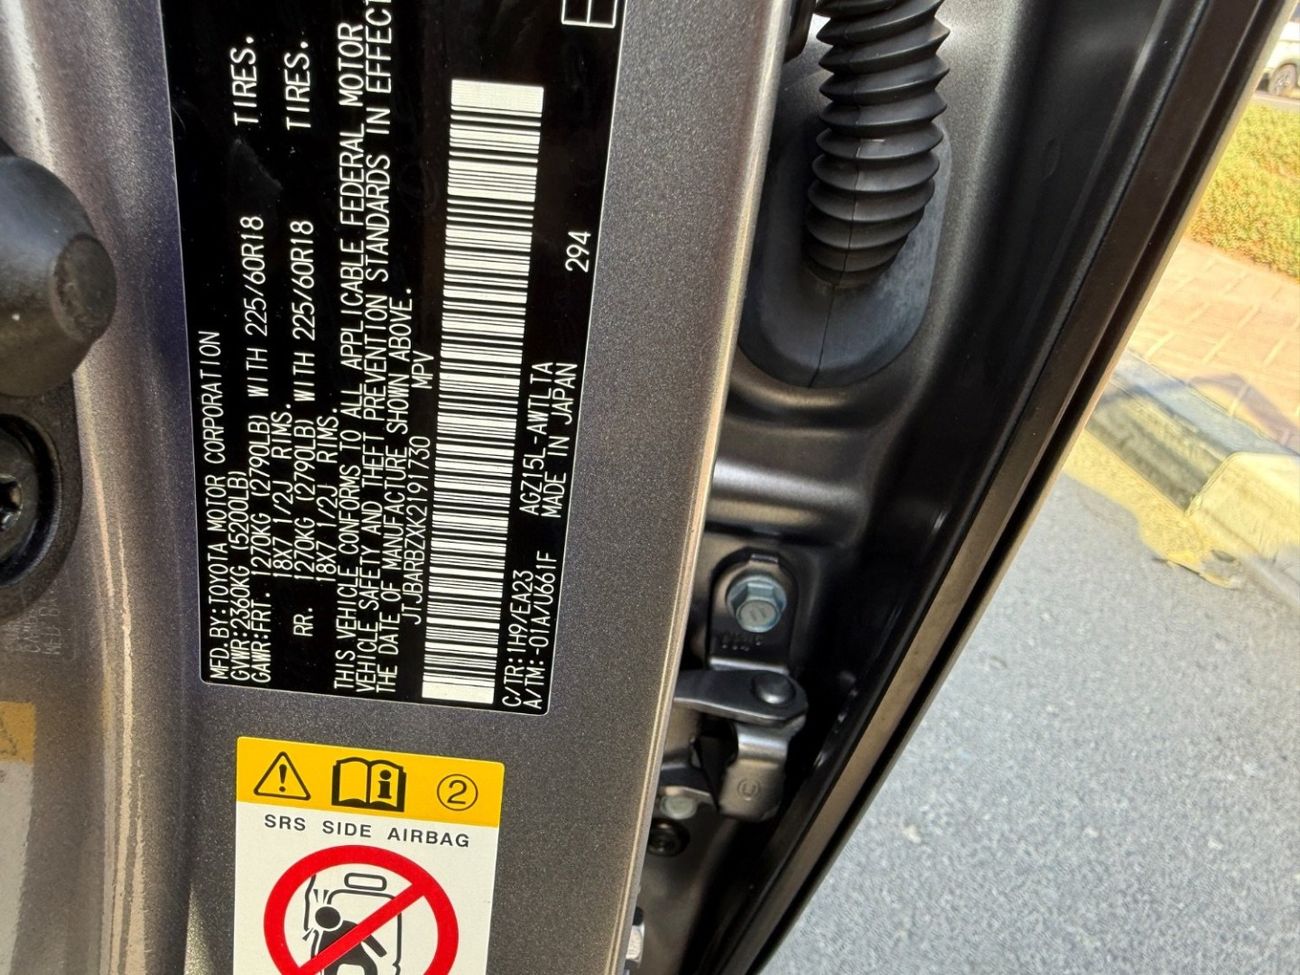 MFD.BY:TOYOTA MOTOR CORPORATION
GVWR:2360KG (5200LB)
GAWR:FRT. 1270KG (2790LB) WITH 225/60R18 TIRES.
18X7 1/2J RIMS.
RR. 1270KG (2790LB) WITH 225/60R18 TIRES.
18X7 1/2J RIMS.
THIS VEHICLE CONFORMS TO ALL APPLICABLE FEDERAL MOTOR
VEHICLE SAFETY AND THEFT PREVENTION STANDARDS IN EFFECT
THE DATE OF MANUFACTURE SHOWN ABOVE.
JTJBARBZXK2191730 MPV
C/TR:1H9/EA23 AGZ15L-AWTLTA 294
A/TM:-01A/U661F MADE IN JAPAN
2
SRS SIDE AIRBAG